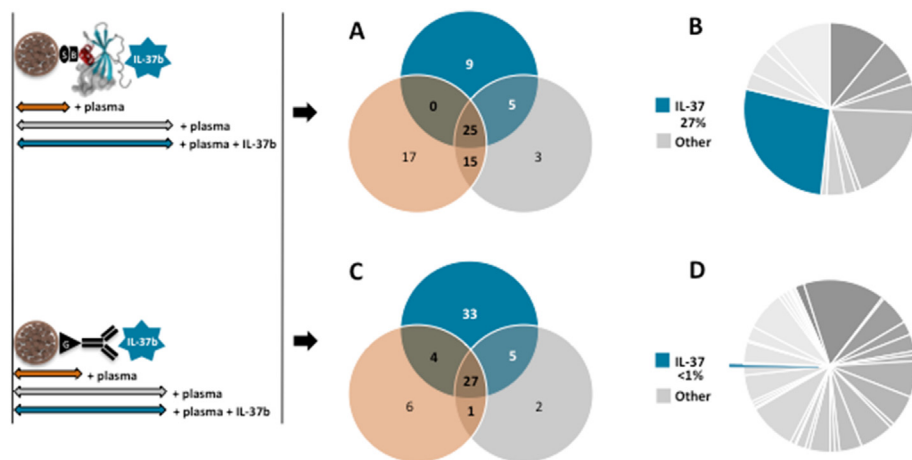 S B IL-37b
+ plasma
+ plasma
+ plasma + IL-37b
A
9
0
5
25
17
15
3
B
IL-37
27%
Other
G IL-37b
+ plasma
+ plasma
+ plasma + IL-37b
C
33
4
5
27
6
1
2
D
IL-37
<1%
Other